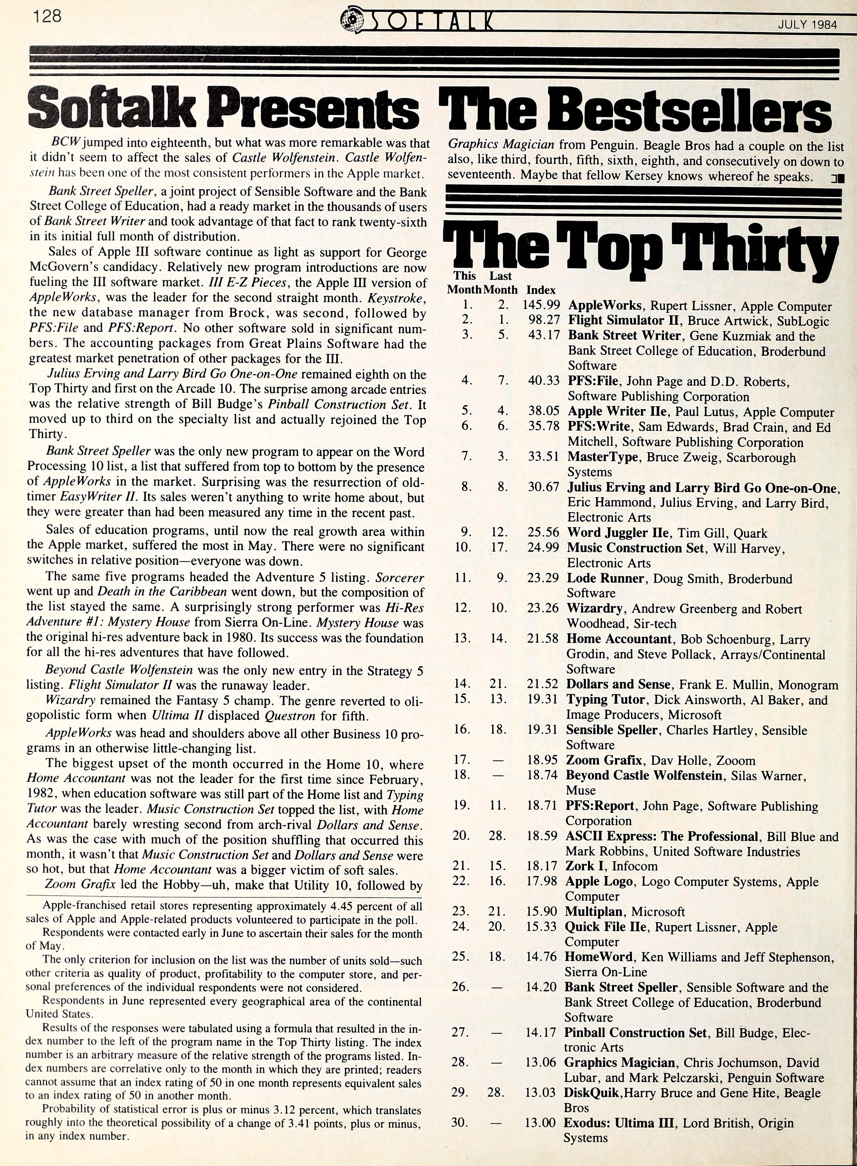 128
SOFTALK
JULY 1984
Softalk Presents The Bestsellers
BCW jumped into eighteenth, but what was more remarkable was that
it didn't seem to affect the sales of Castle Wolfenstein. Castle Wolfen-
stein has been one of the most consistent performers in the Apple market.
Bank Street Speller, a joint project of Sensible Software and the Bank
Street College of Education, had a ready market in the thousands of users
of Bank Street Writer and took advantage of that fact to rank twenty-sixth
in its initial full month of distribution.
Sales of Apple III software continue as light as support for George
McGovern's candidacy. Relatively new program introductions are now
fueling the III software market. III E-Z Pieces, the Apple III version of
AppleWorks, was the leader for the second straight month. Keystroke,
the new database manager from Brock, was second, followed by
PFS:File and PFS:Report. No other software sold in significant num-
bers. The accounting packages from Great Plains Software had the
greatest market penetration of other packages for the III.
Julius Erving and Larry Bird Go One-on-One remained eighth on the
Top Thirty and first on the Arcade 10. The surprise among arcade entries
was the relative strength of Bill Budge's Pinball Construction Set. It
moved up to third on the specialty list and actually rejoined the Top
Thirty.
Bank Street Speller was the only new program to appear on the Word
Processing 10 list, a list that suffered from top to bottom by the presence
of AppleWorks in the market. Surprising was the resurrection of old-
timer EasyWriter II. Its sales weren't anything to write home about, but
they were greater than had been measured any time in the recent past.
Sales of education programs, until now the real growth area within
the Apple market, suffered the most in May. There were no significant
switches in relative position—everyone was down.
The same five programs headed the Adventure 5 listing. Sorcerer
went up and Death in the Caribbean went down, but the composition of
the list stayed the same. A surprisingly strong performer was Hi-Res
Adventure #1: Mystery House from Sierra On-Line. Mystery House was
the original hi-res adventure back in 1980. Its success was the foundation
for all the hi-res adventures that have followed.
Beyond Castle Wolfenstein was the only new entry in the Strategy 5
listing. Flight Simulator II was the runaway leader.
Wizardry remained the Fantasy 5 champ. The genre reverted to oli-
gopolistic form when Ultima II displaced Questron for fifth.
AppleWorks was head and shoulders above all other Business 10 pro-
grams in an otherwise little-changing list.
The biggest upset of the month occurred in the Home 10, where
Home Accountant was not the leader for the first time since February,
1982, when education software was still part of the Home list and Typing
Tutor was the leader. Music Construction Set topped the list, with Home
Accountant barely wresting second from arch-rival Dollars and Sense.
As was the case with much of the position shuffling that occurred this
month, it wasn't that Music Construction Set and Dollars and Sense were
so hot, but that Home Accountant was a bigger victim of soft sales.
Zoom Grafix led the Hobby—uh, make that Utility 10, followed by
Apple-franchised retail stores representing approximately 4.45 percent of all
sales of Apple and Apple-related products volunteered to participate in the poll.
Respondents were contacted early in June to ascertain their sales for the month
of May.
The only criterion for inclusion on the list was the number of units sold—such
other criteria as quality of product, profitability to the computer store, and per-
sonal preferences of the individual respondents were not considered.
Respondents in June represented every geographical area of the continental
United States.
Results of the responses were tabulated using a formula that resulted in the in-
dex number to the left of the program name in the Top Thirty listing. The index
number is an arbitrary measure of the relative strength of the programs listed. In-
dex numbers are correlative only to the month in which they are printed; readers
cannot assume that an index rating of 50 in one month represents equivalent sales
to an index rating of 50 in another month.
Probability of statistical error is plus or minus 3.12 percent, which translates
roughly into the theoretical possibility of a change of 3.41 points, plus or minus,
in any index number.
Graphics Magician from Penguin. Beagle Bros had a couple on the list
also, like third, fourth, fifth, sixth, eighth, and consecutively on down to
seventeenth. Maybe that fellow Kersey knows whereof he speaks.
The Top Thirty
This Last
Month Month Index
1. 2. 145.99 AppleWorks, Rupert Lissner, Apple Computer
2. 1. 98.27 Flight Simulator II, Bruce Artwick, SubLogic
3. 5. 43.17 Bank Street Writer, Gene Kuzmiak and the
Bank Street College of Education, Broderbund
Software
4. 7. 40.33 PFS:File, John Page and D.D. Roberts,
Software Publishing Corporation
5. 4. 38.05 Apple Writer IIe, Paul Lutus, Apple Computer
6. 6. 35.78 PFS:Write, Sam Edwards, Brad Crain, and Ed
Mitchell, Software Publishing Corporation
7. 3. 33.51 MasterType, Bruce Zweig, Scarborough
Systems
8. 8. 30.67 Julius Erving and Larry Bird Go One-on-One,
Eric Hammond, Julius Erving, and Larry Bird,
Electronic Arts
9. 12. 25.56 Word Juggler IIe, Tim Gill, Quark
10. 17. 24.99 Music Construction Set, Will Harvey,
Electronic Arts
11. 9. 23.29 Lode Runner, Doug Smith, Broderbund
Software
12. 10. 23.26 Wizardry, Andrew Greenberg and Robert
Woodhead, Sir-tech
13. 14. 21.58 Home Accountant, Bob Schoenburg, Larry
Grodin, and Steve Pollack, Arrays/Continental
Software
14. 21. 21.52 Dollars and Sense, Frank E. Mullin, Monogram
15. 13. 19.31 Typing Tutor, Dick Ainsworth, Al Baker, and
Image Producers, Microsoft
16. 18. 19.31 Sensible Speller, Charles Hartley, Sensible
Software
17. — 18.95 Zoom Grafix, Dav Holle, Zooom
18. — 18.74 Beyond Castle Wolfenstein, Silas Warner,
Muse
19. 11. 18.71 PFS:Report, John Page, Software Publishing
Corporation
20. 28. 18.59 ASCII Express: The Professional, Bill Blue and
Mark Robbins, United Software Industries
21. 15. 18.17 Zork I, Infocom
22. 16. 17.98 Apple Logo, Logo Computer Systems, Apple
Computer
23. 21. 15.90 Multiplan, Microsoft
24. 20. 15.33 Quick File IIe, Rupert Lissner, Apple
Computer
25. 18. 14.76 HomeWord, Ken Williams and Jeff Stephenson,
Sierra On-Line
26. — 14.20 Bank Street Speller, Sensible Software and the
Bank Street College of Education, Broderbund
Software
27. — 14.17 Pinball Construction Set, Bill Budge, Elec-
tronic Arts
28. — 13.06 Graphics Magician, Chris Jochumson, David
Lubar, and Mark Pelczarski, Penguin Software
29. 28. 13.03 DiskQuik,Harry Bruce and Gene Hite, Beagle
Bros
30. — 13.00 Exodus: Ultima III, Lord British, Origin
Systems